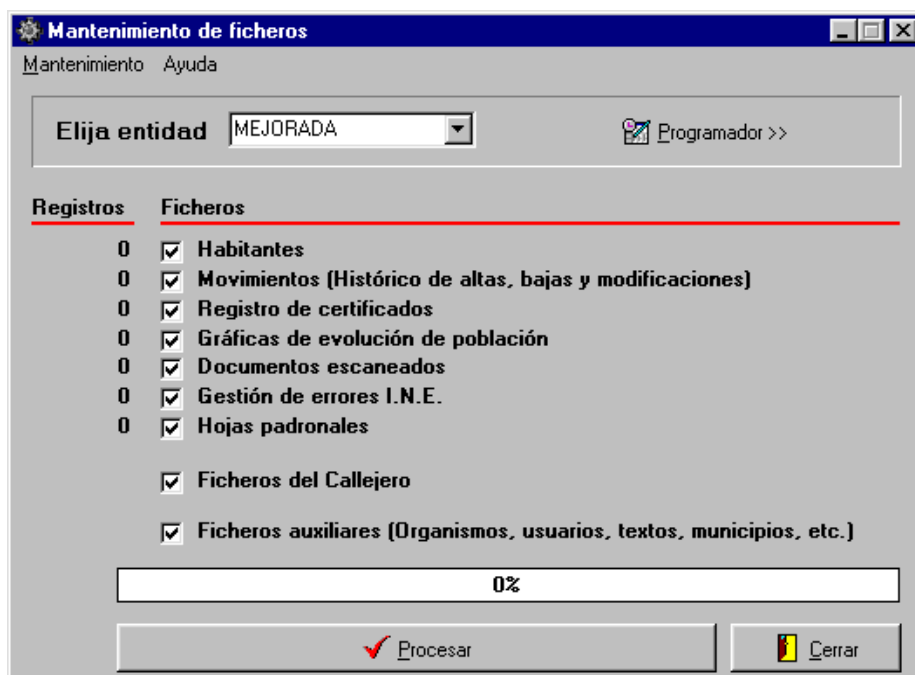 Mantenimiento de ficheros
Mantenimiento Ayuda
Elija entidad MEJORADA Programador >>
Registros Ficheros
0 Habitantes
0 Movimientos (Histórico de altas, bajas y modificaciones)
0 Registro de certificados
0 Gráficas de evolución de población
0 Documentos escaneados
0 Gestión de errores I.N.E.
0 Hojas padronales
Ficheros del Callejero
Ficheros auxiliares (Organismos, usuarios, textos, municipios, etc.)
0%
Procesar Cerrar